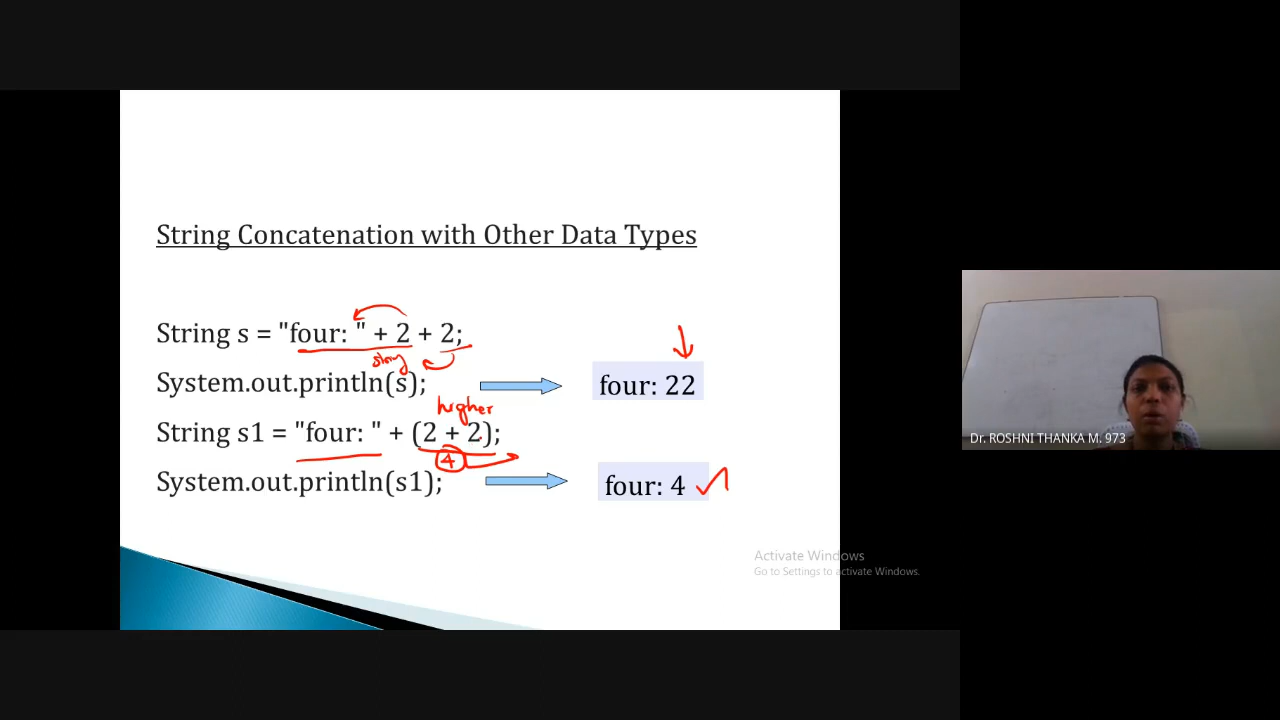 String Concatenation with Other Data Types
String s = "four: " + 2 + 2;
string
System.out.println(s);
four: 22
higher
String s1 = "four: " + (2 + 2);
4
System.out.println(s1);
four: 4
Dr. ROSHNI THANKA M. 973
Activate Windows
Go to Settings to activate Windows.